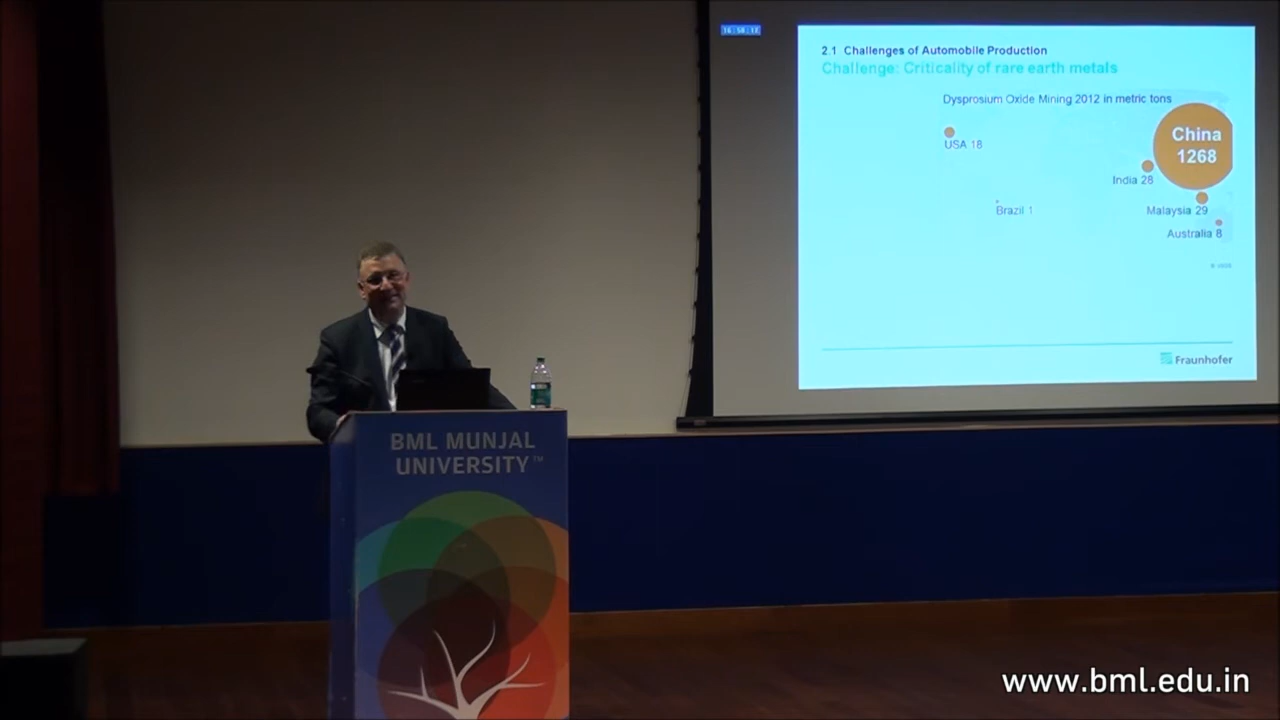 2.1 Challenges of Automobile Production
Challenge: Criticality of rare earth metals
Dysprosium Oxide Mining 2012 in metric tons
China
1268
USA 18
India 28
Brazil 1
Malaysia 29
Australia 8
Fraunhofer
BML MUNJAL
UNIVERSITY™
www.bml.edu.in